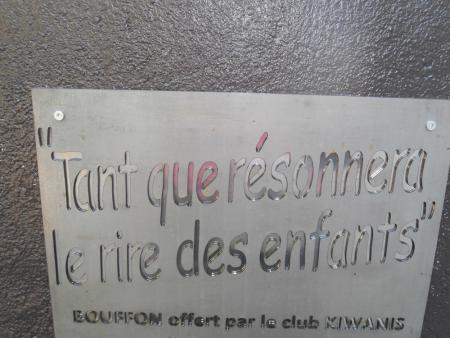 "Tant que résonnera
le rire des enfants"
BOUFFON offert par le club KIWANIS